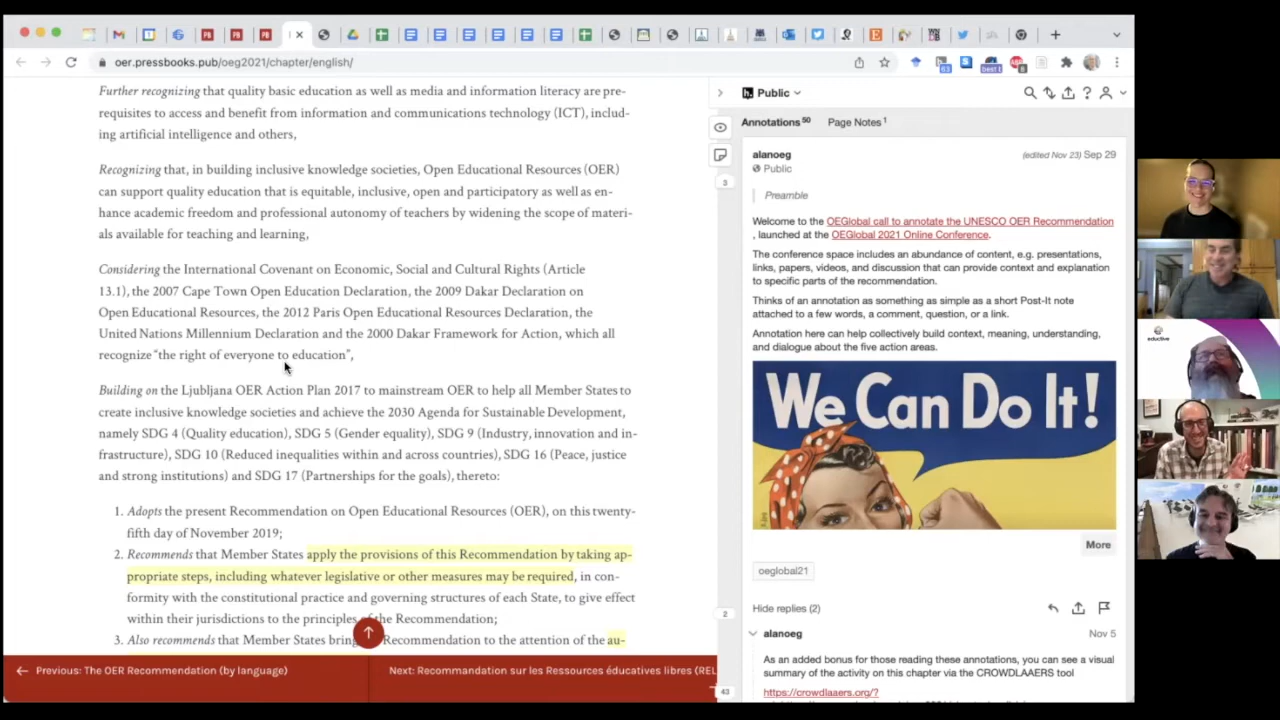 oer.pressbooks.pub/oeg2021/chapter/english/
Further recognizing that quality basic education as well as media and information literacy are pre-
requisites to access and benefit from information and communications technology (ICT), includ-
ing artificial intelligence and others,
Recognizing that, in building inclusive knowledge societies, Open Educational Resources (OER)
can support quality education that is equitable, inclusive, open and participatory as well as en-
hance academic freedom and professional autonomy of teachers by widening the scope of materi-
als available for teaching and learning,
Considering the International Covenant on Economic, Social and Cultural Rights (Article
13.1), the 2007 Cape Town Open Education Declaration, the 2009 Dakar Declaration on
Open Educational Resources, the 2012 Paris Open Educational Resources Declaration, the
United Nations Millennium Declaration and the 2000 Dakar Framework for Action, which all
recognize “the right of everyone to education”,
Building on the Ljubljana OER Action Plan 2017 to mainstream OER to help all Member States to
create inclusive knowledge societies and achieve the 2030 Agenda for Sustainable Development,
namely SDG 4 (Quality education), SDG 5 (Gender equality), SDG 9 (Industry, innovation and in-
frastructure), SDG 10 (Reduced inequalities within and across countries), SDG 16 (Peace, justice
and strong institutions) and SDG 17 (Partnerships for the goals), thereto:
1. Adopts the present Recommendation on Open Educational Resources (OER), on this twenty-
fifth day of November 2019;
2. Recommends that Member States apply the provisions of this Recommendation by taking ap-
propriate steps, including whatever legislative or other measures may be required, in con-
formity with the constitutional practice and governing structures of each State, to give effect
within their jurisdictions to the principles of the Recommendation;
3. Also recommends that Member States bring Recommendation to the attention of the au-
← Previous: The OER Recommendation (by language)
Next: Recommandation sur les Ressources éducatives libres (REL
Public
Annotations 50 Page Notes 1
3
alanoeg (edited Nov 23) Sep 29
Public
Preamble
Welcome to the OEGlobal call to annotate the UNESCO OER Recommendation
, launched at the OEGlobal 2021 Online Conference.
The conference space includes an abundance of content, e.g. presentations,
links, papers, videos, and discussion that can provide context and explanation
to specific parts of the recommendation.
Thinks of an annotation as something as simple as a short Post-It note
attached to a few words, a comment, question, or a link.
Annotation here can help collectively build context, meaning, understanding,
and dialogue about the five action areas.
We Can Do It!
More
oeglobal21
Hide replies (2)
2
alanoeg Nov 5
As an added bonus for those reading these annotations, you can see a visual
summary of the activity on this chapter via the CROWDLAAERS tool
https://crowdlaaers.org/?
43
eductive